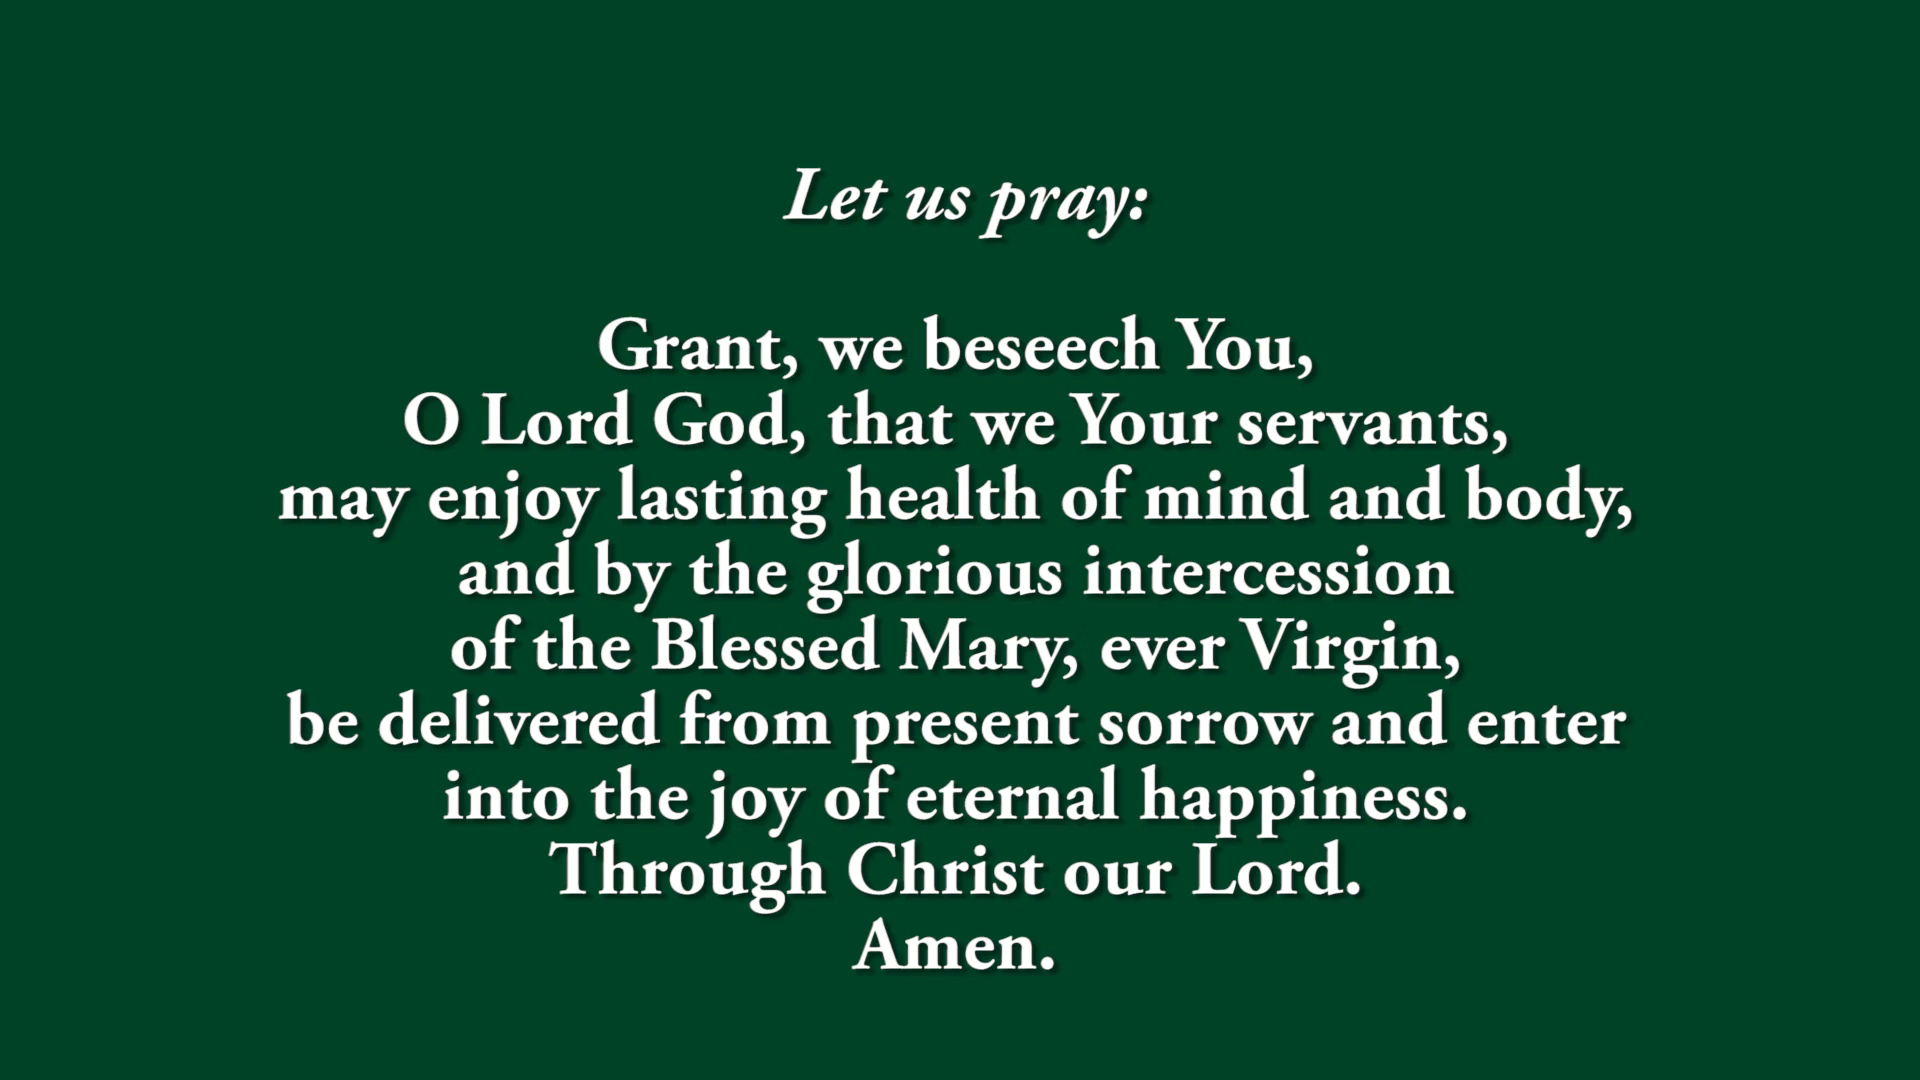 Let us pray:
Grant, we beseech You,
O Lord God, that we Your servants,
may enjoy lasting health of mind and body,
and by the glorious intercession
of the Blessed Mary, ever Virgin,
be delivered from present sorrow and enter
into the joy of eternal happiness.
Through Christ our Lord.
Amen.